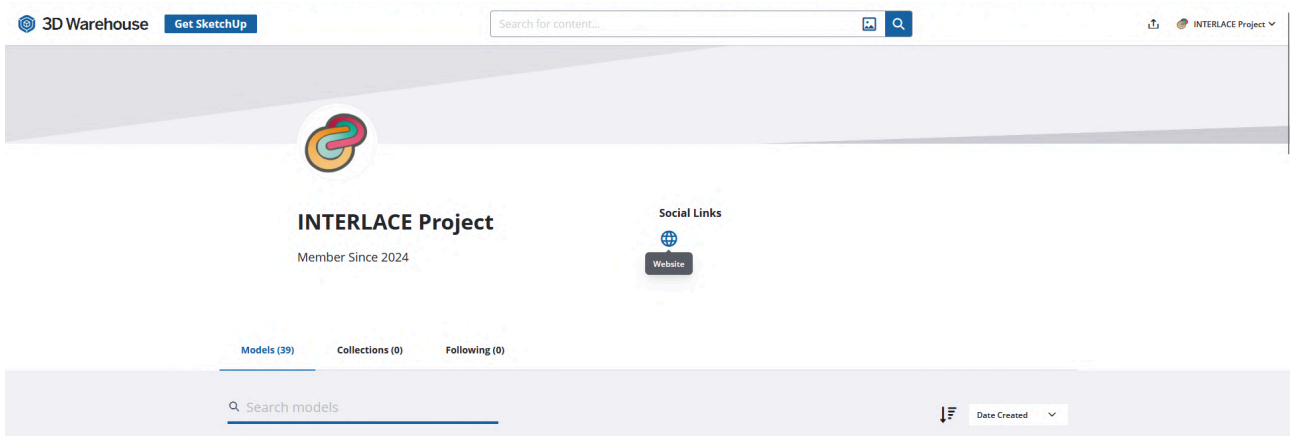 3D Warehouse Get SketchUp Search for content... INTERLACE Project
INTERLACE Project
Member Since 2024
Social Links
Website
Models (39) Collections (0) Following (0)
Search models Date Created